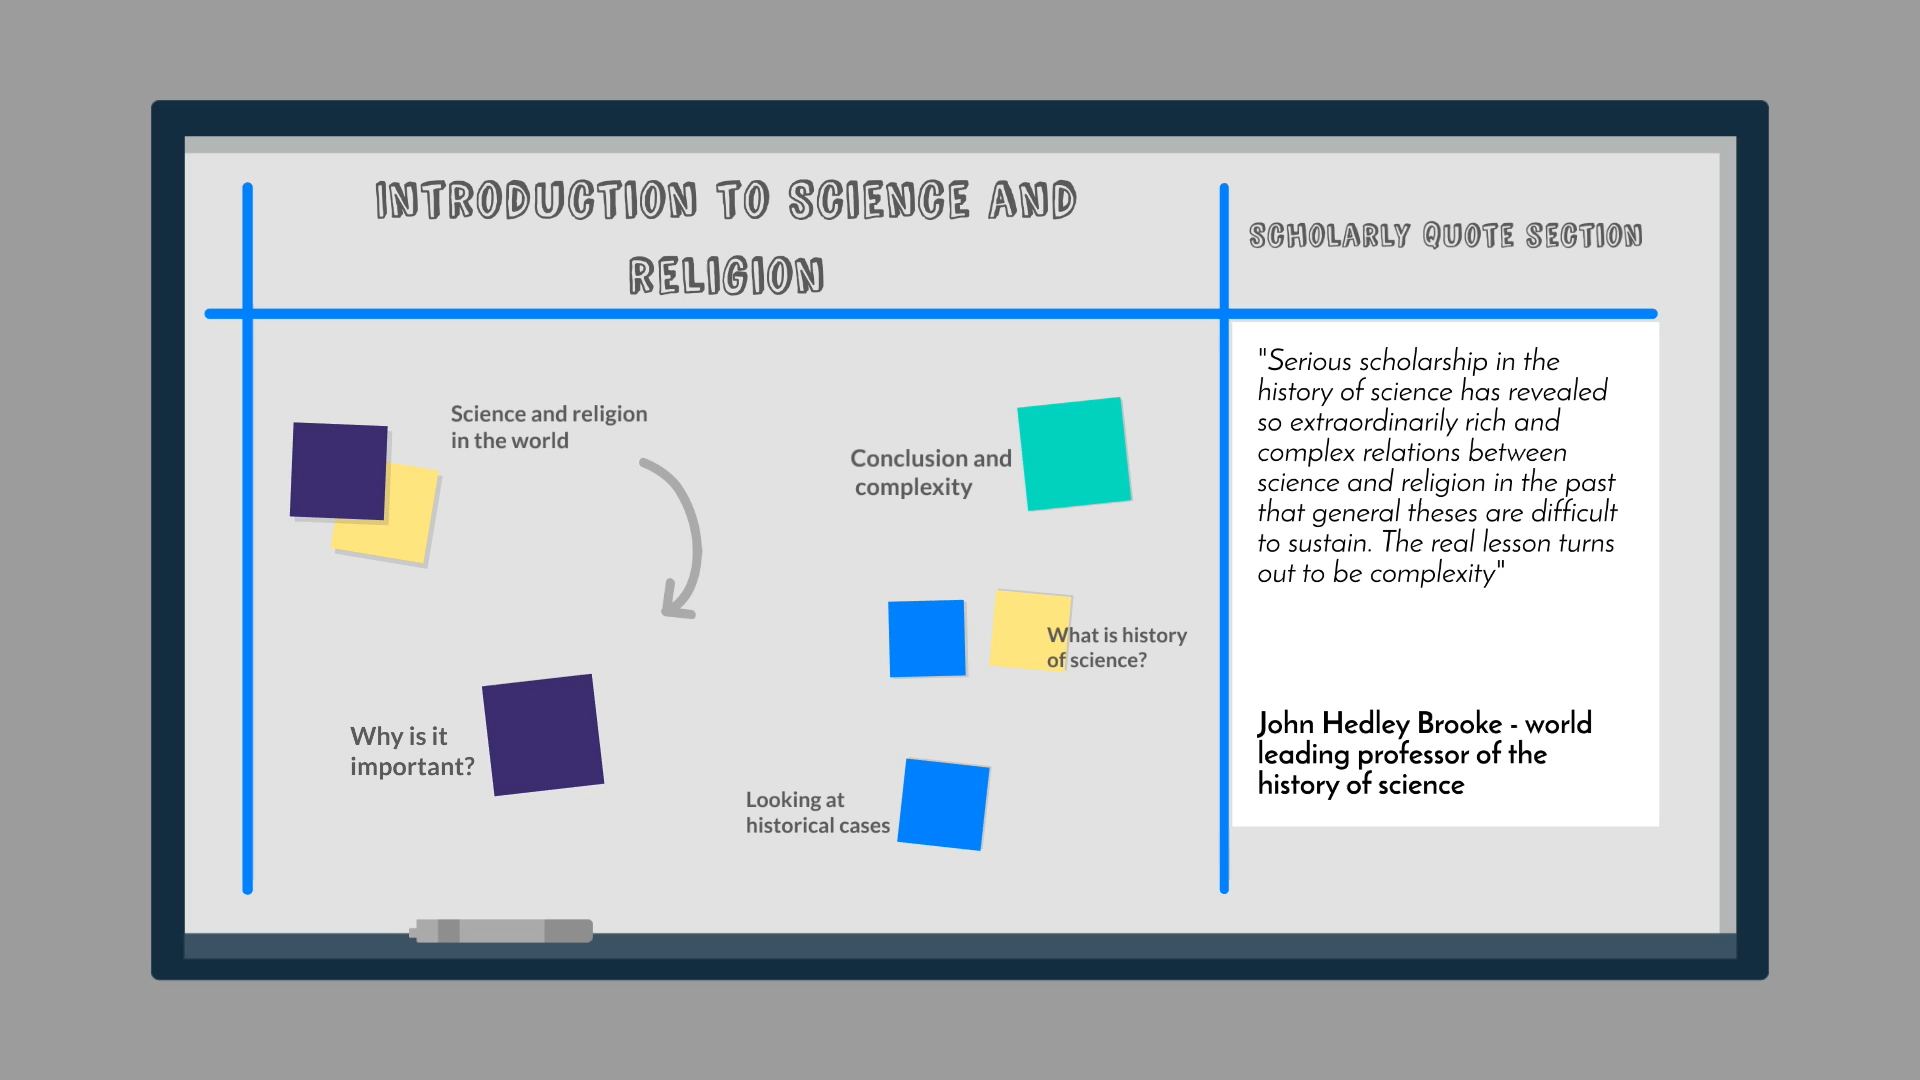 INTRODUCTION TO SCIENCE AND
RELIGION
SCHOLARLY QUOTE SECTION
Science and religion
in the world
Conclusion and
complexity
What is history
of science?
Why is it
important?
Looking at
historical cases
"Serious scholarship in the
history of science has revealed
so extraordinarily rich and
complex relations between
science and religion in the past
that general theses are difficult
to sustain. The real lesson turns
out to be complexity"
John Hedley Brooke - world
leading professor of the
history of science